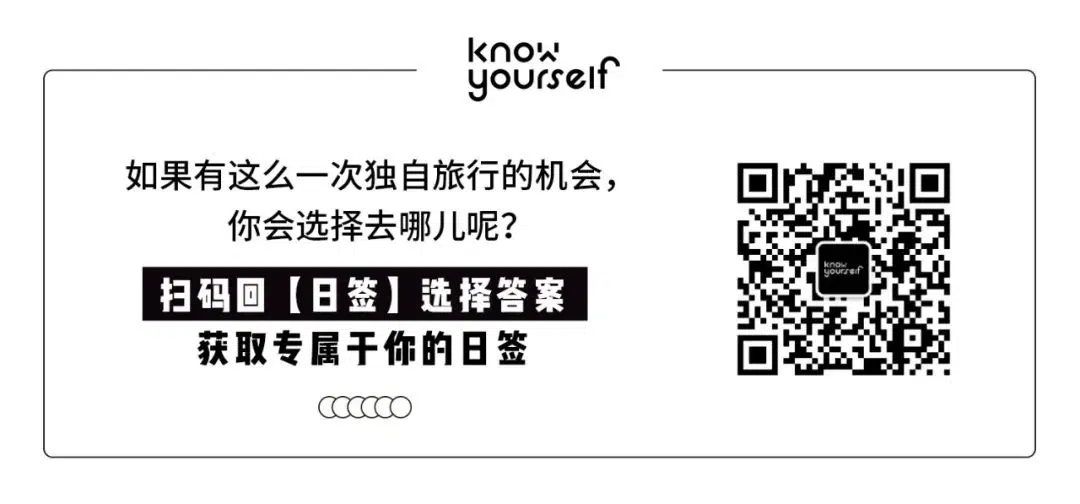 know
yourself
如果有这么一次独自旅行的机会，
你会选择去哪儿呢？
扫码回【日签】选择答案
获取专属于你的日签
know
yourself